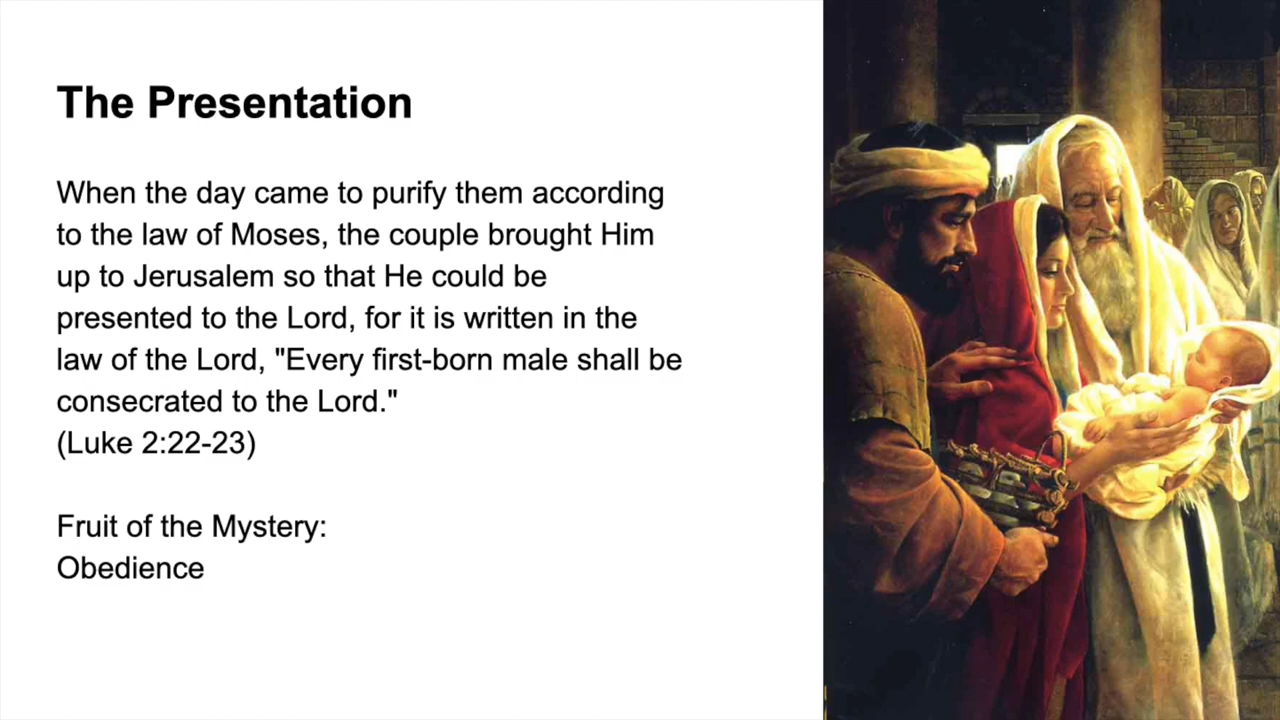 The Presentation
When the day came to purify them according
to the law of Moses, the couple brought Him
up to Jerusalem so that He could be
presented to the Lord, for it is written in the
law of the Lord, "Every first-born male shall be
consecrated to the Lord."
(Luke 2:22-23)
Fruit of the Mystery:
Obedience